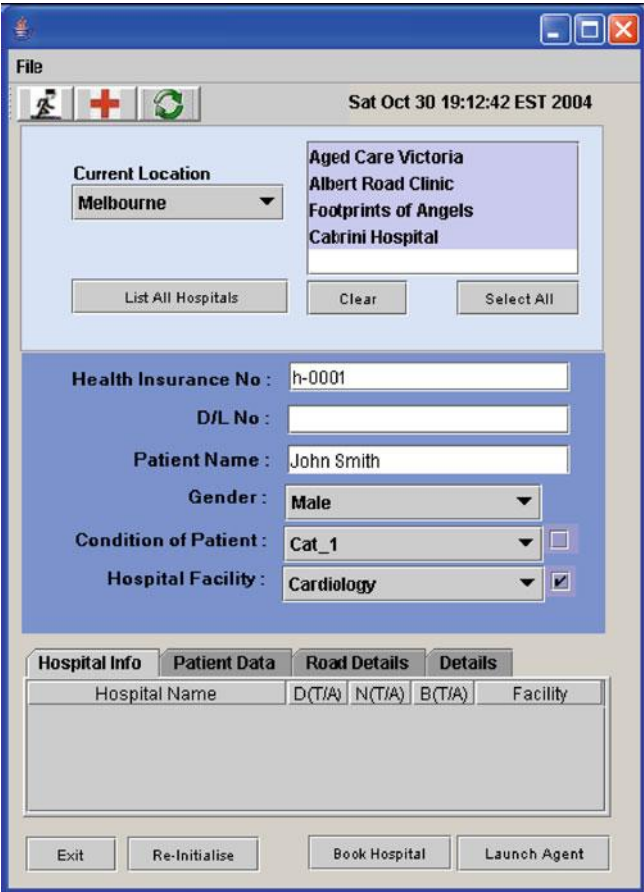 File
Sat Oct 30 19:12:42 EST 2004
Current Location
Melbourne
Aged Care Victoria
Albert Road Clinic
Footprints of Angels
Cabrini Hospital
List All Hospitals Clear Select All
Health Insurance No : h-0001
D/L No :
Patient Name : John Smith
Gender : Male
Condition of Patient : Cat_1
Hospital Facility : Cardiology
Hospital Info Patient Data Road Details Details
Hospital Name D(T/A) N(T/A) B(T/A) Facility
Exit Re-Initialise Book Hospital Launch Agent